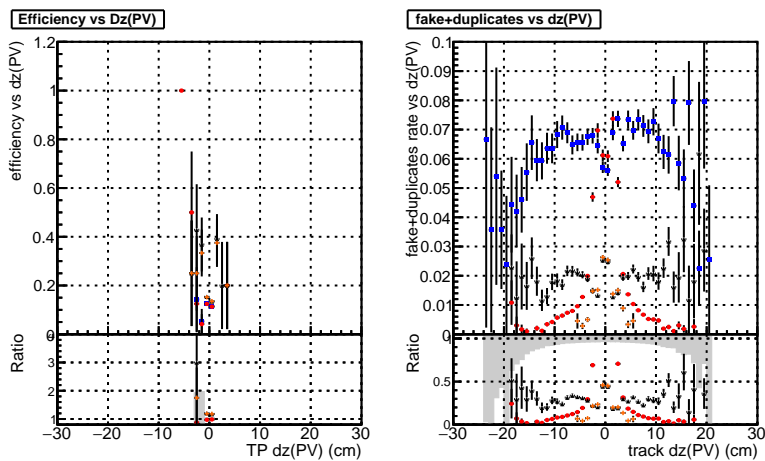 Efficiency vs Dz(PV)
efficiency vs dz(PV)
1.2
1
0.8
0.6
0.4
0.2
0
Ratio
4
3
2
1
−30 −20 −10 0 10 20 30
TP dz(PV) (cm)
fake+duplicates vs dz(PV)
fake+duplicates rate vs dz(PV)
0.1
0.09
0.08
0.07
0.06
0.05
0.04
0.03
0.02
0.01
0
Ratio
1
0.5
0
−30 −20 −10 0 10 20 30
track dz(PV) (cm)